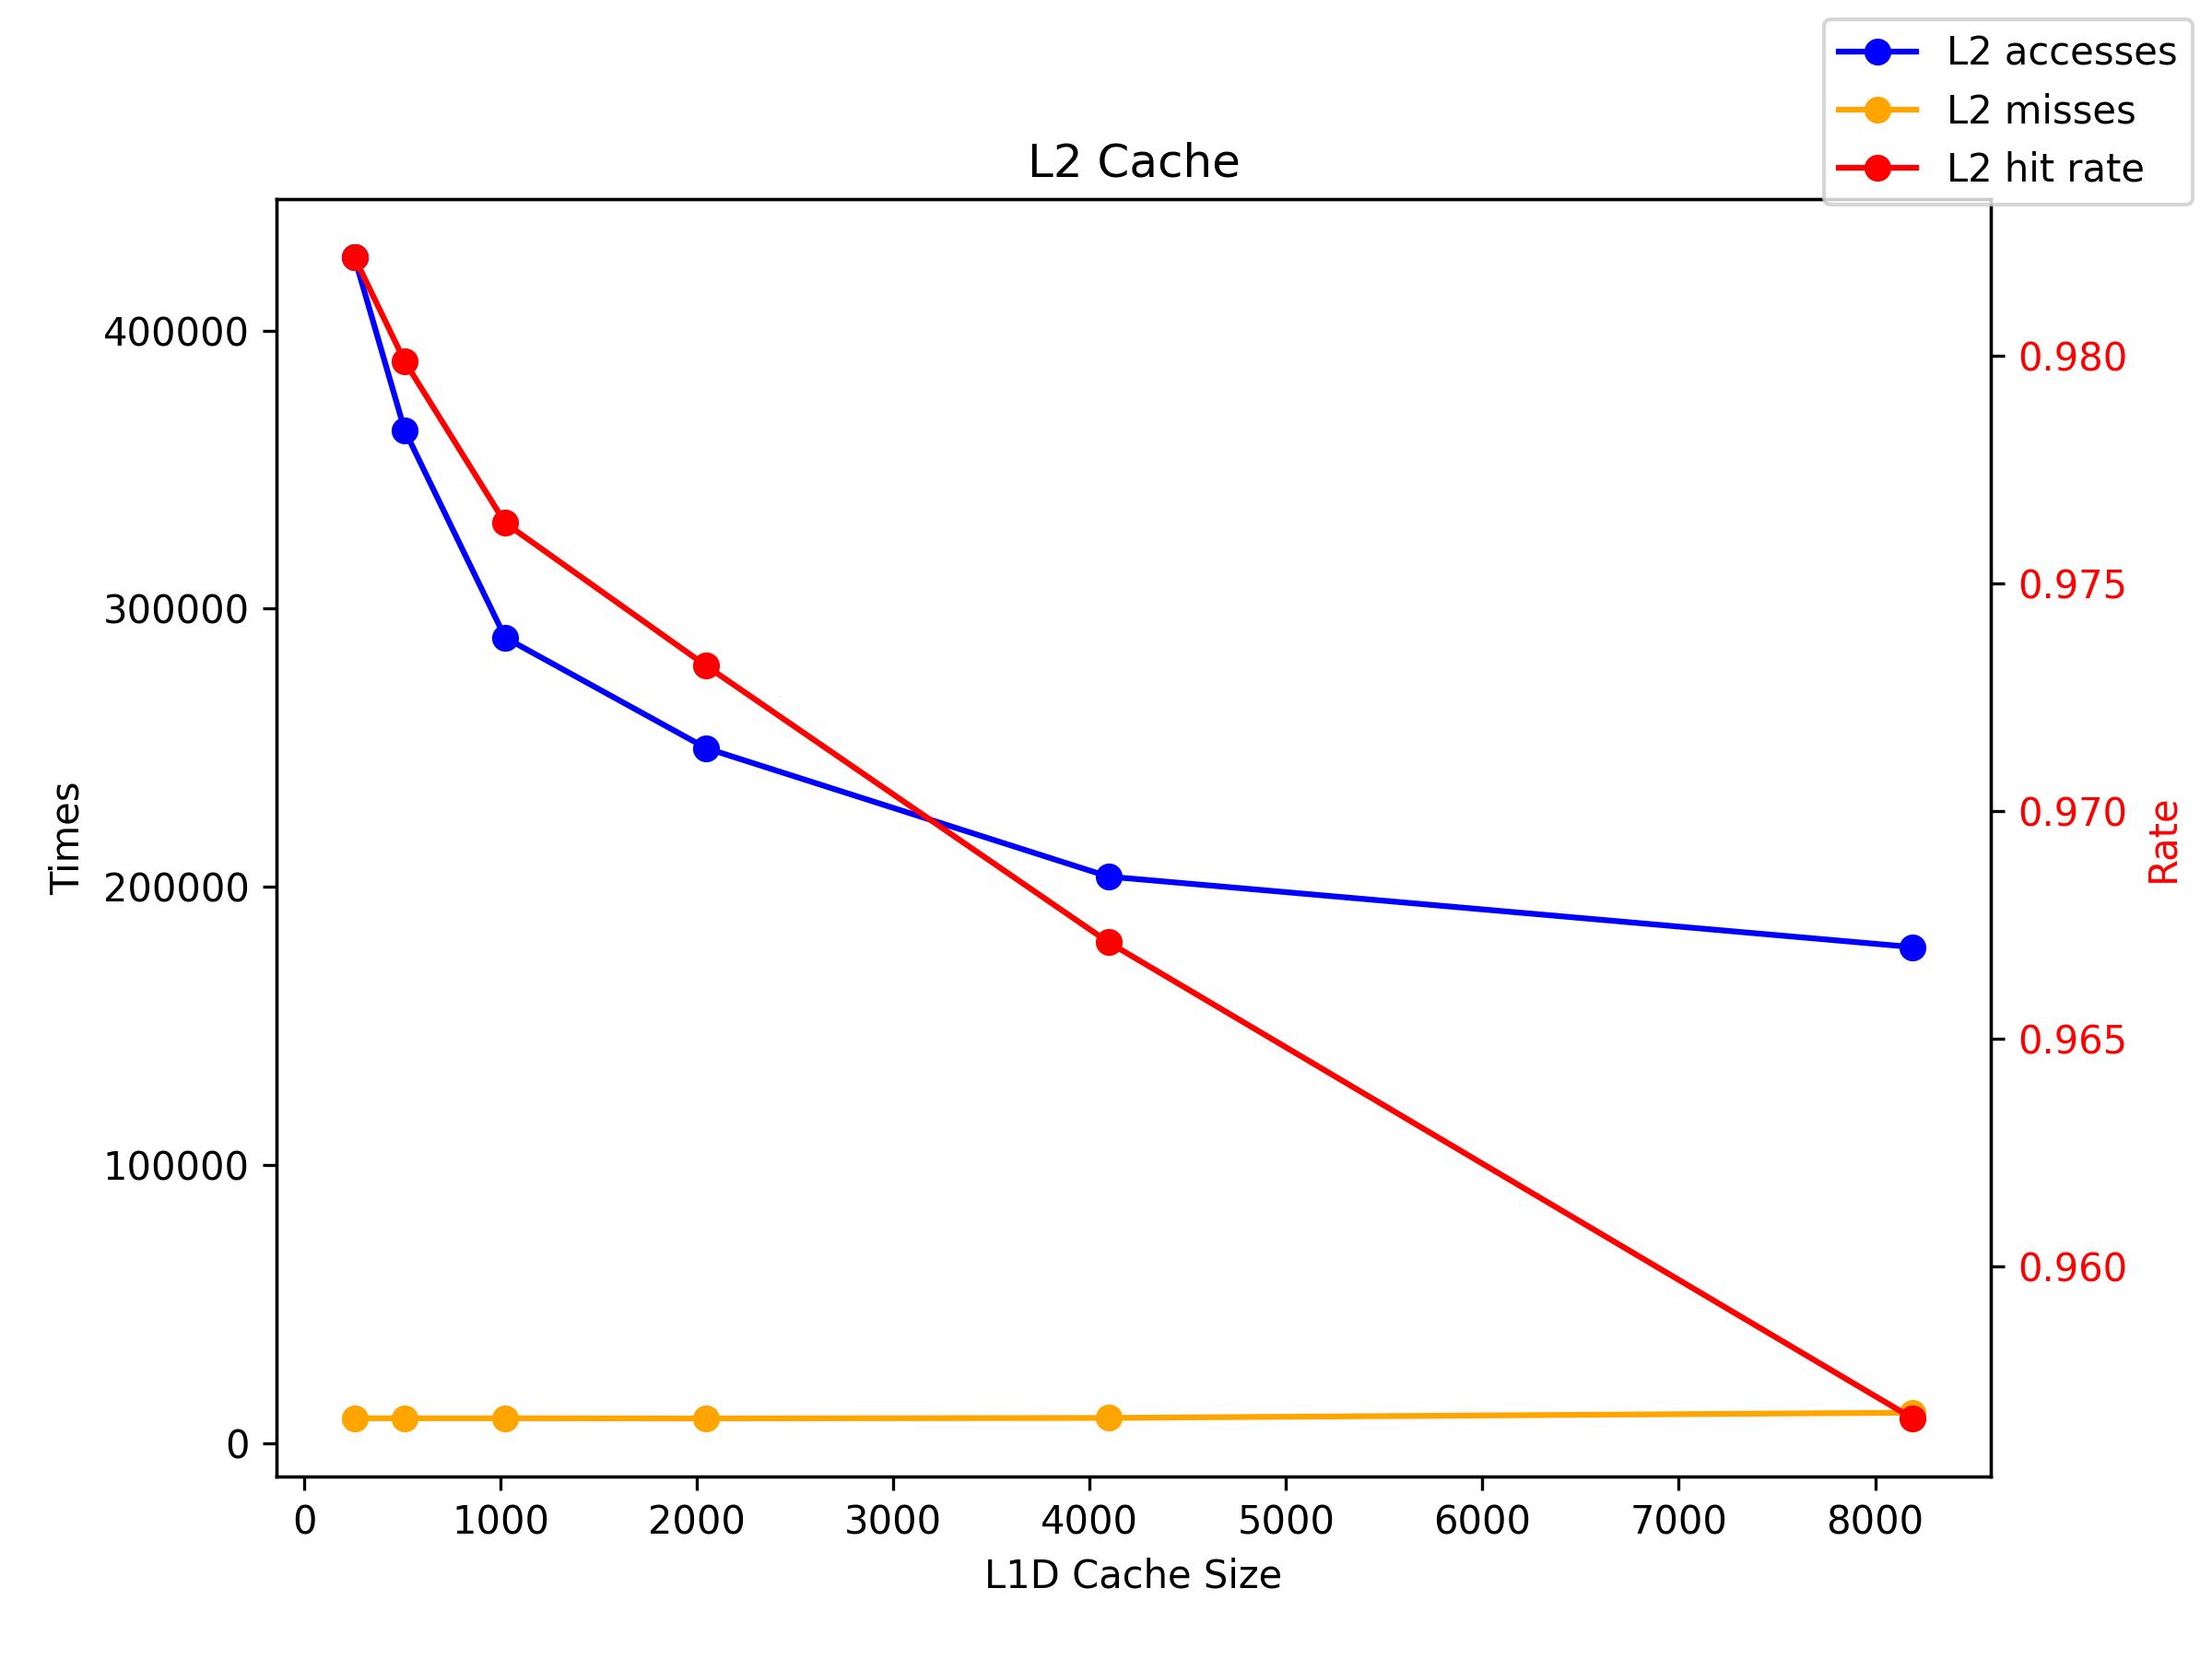 L2 accesses
L2 misses
L2 hit rate
L2 Cache
400000
300000
200000
100000
0
Times
0.980
0.975
0.970
0.965
0.960
Rate
0 1000 2000 3000 4000 5000 6000 7000 8000
L1D Cache Size